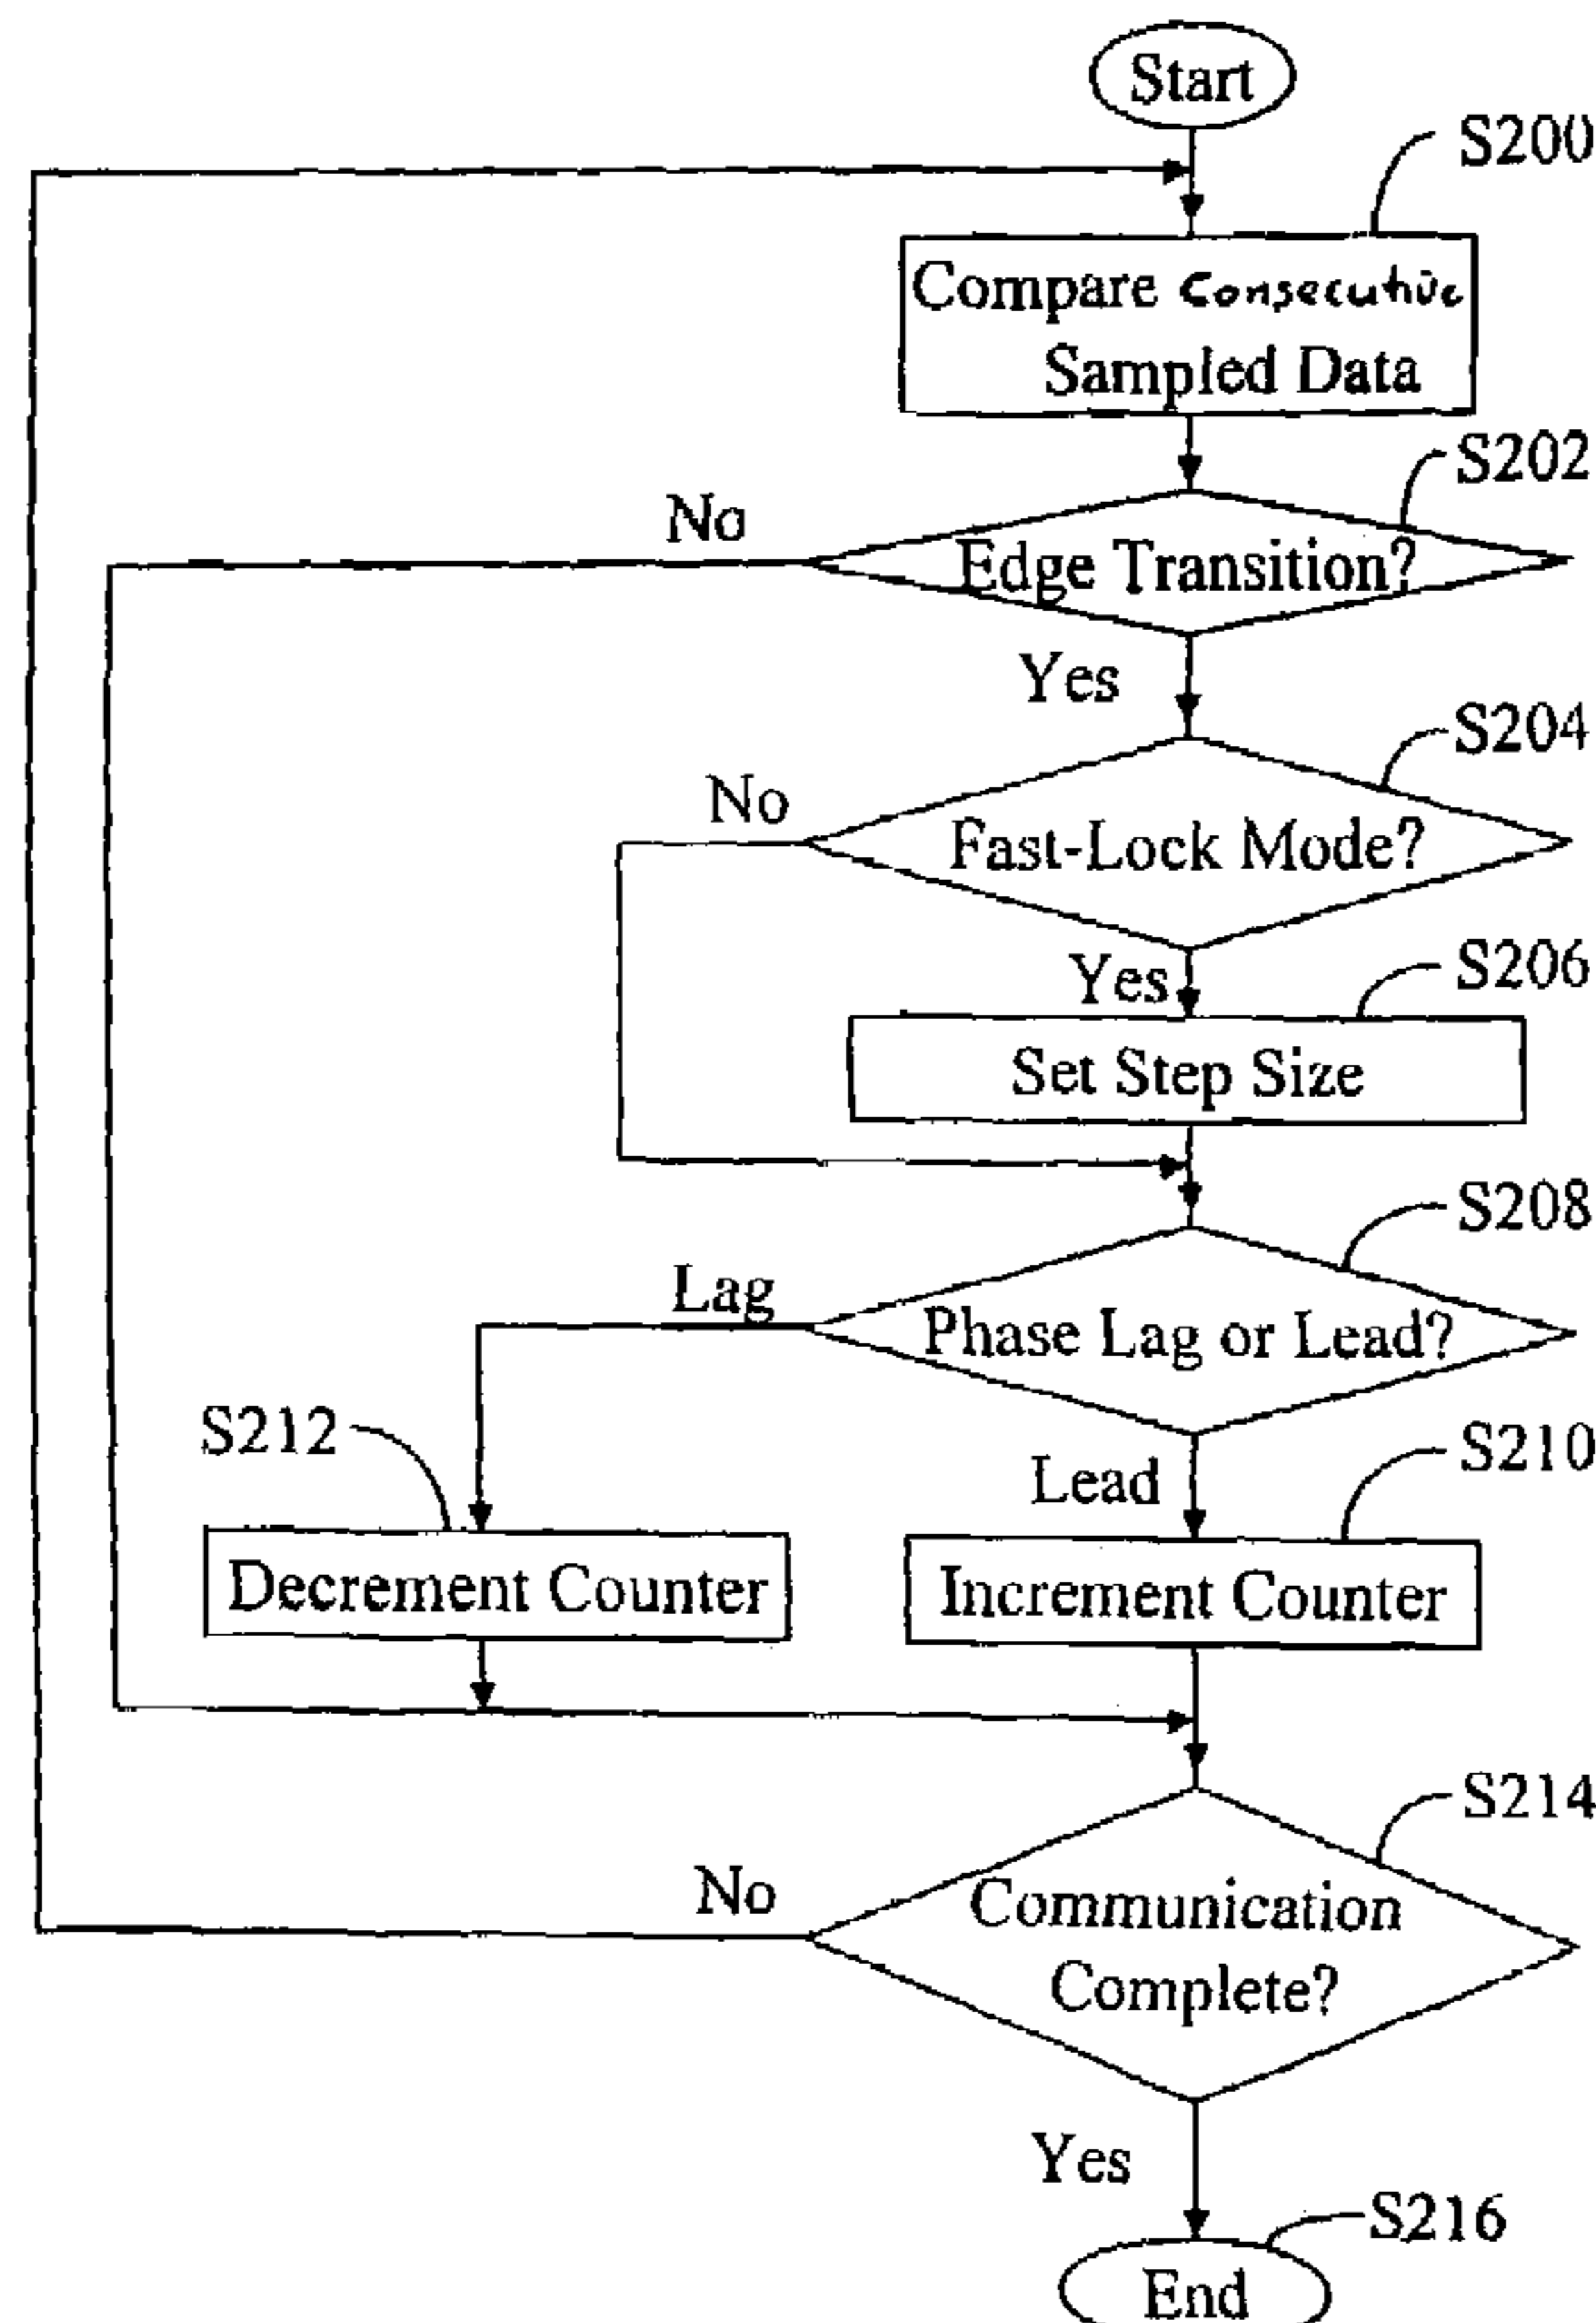 Start
S200
Compare Consecutive
Sampled Data
S202
No
Edge Transition?
Yes
S204
No
Fast-Lock Mode?
Yes
S206
Set Step Size
S208
Lag
Phase Lag or Lead?
S212
Lead
S210
Decrement Counter
Increment Counter
S214
No
Communication
Complete?
Yes
S216
End